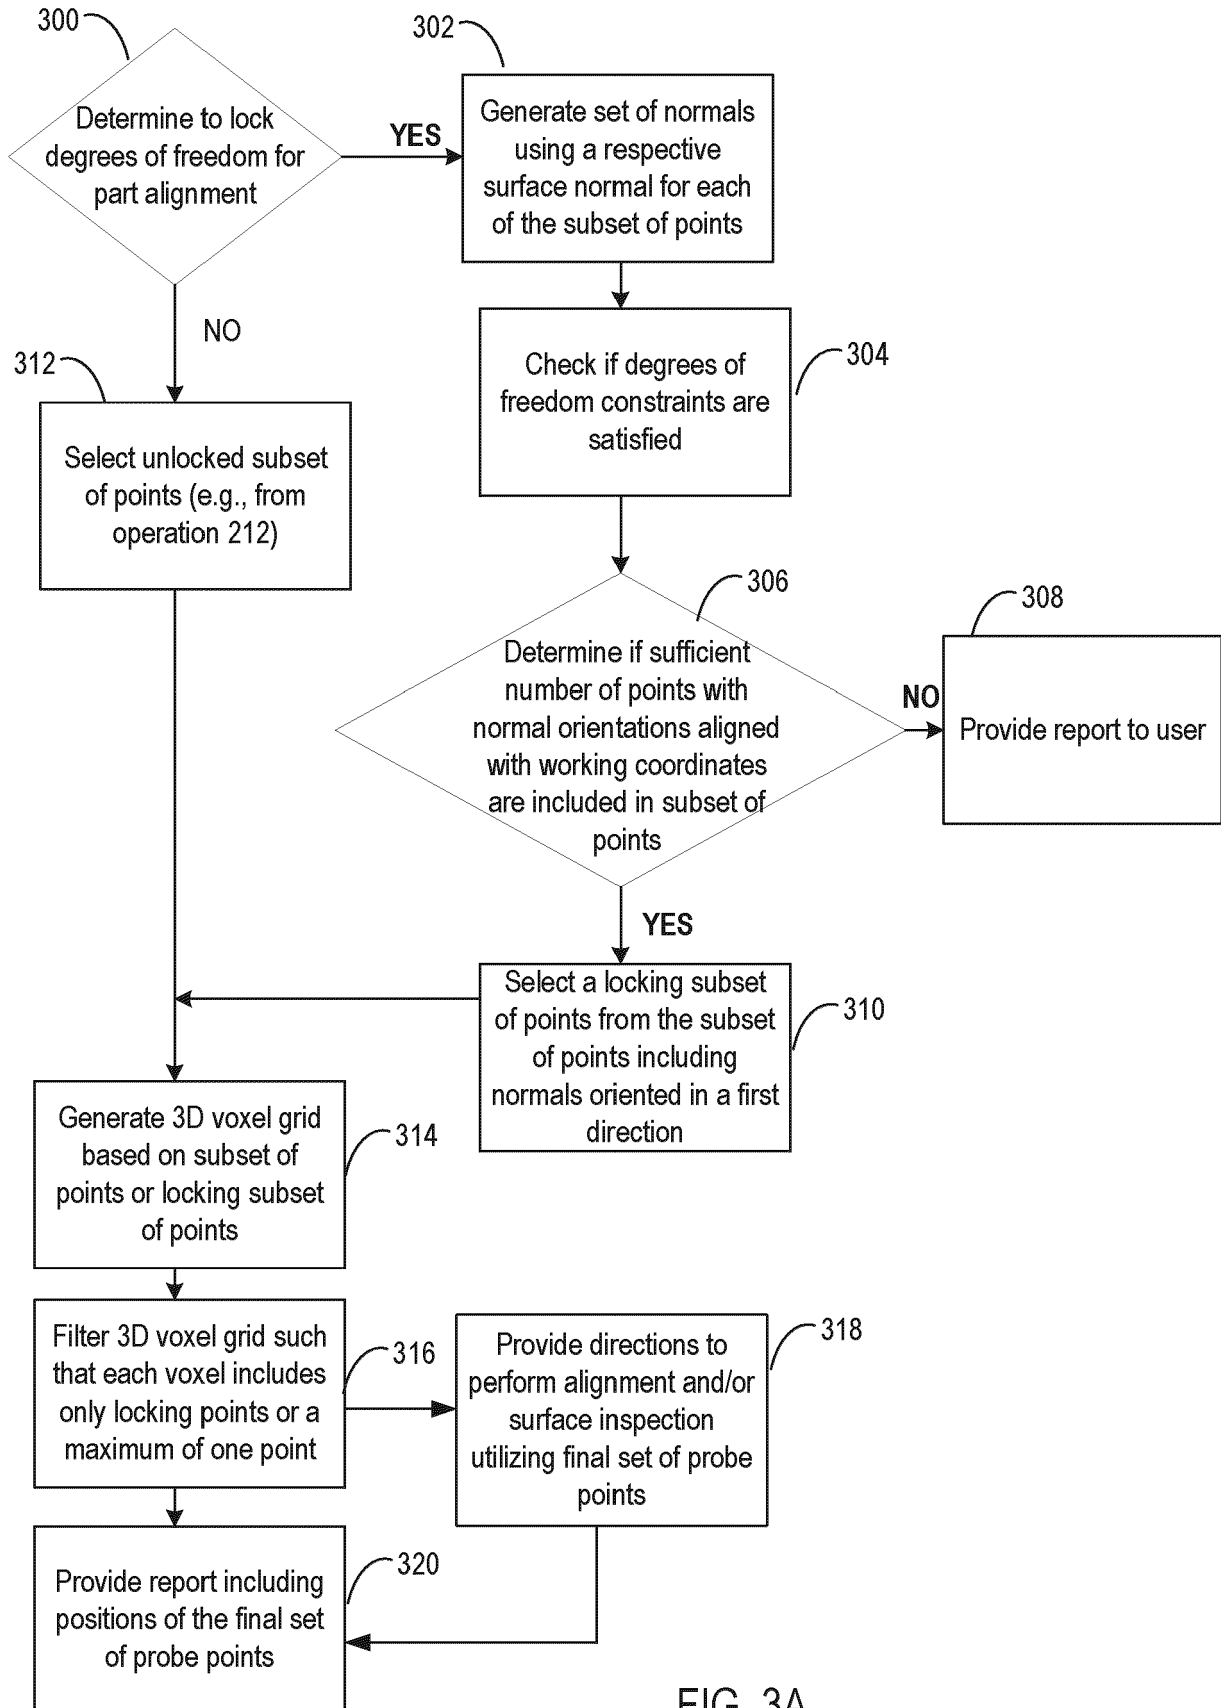 300
Determine to lock
degrees of freedom for
part alignment
YES
302
Generate set of normals
using a respective
surface normal for each
of the subset of points
NO
312
Select unlocked subset
of points (e.g., from
operation 212)
Check if degrees of
freedom constraints are
satisfied
304
306
Determine if sufficient
number of points with
normal orientations aligned
with working coordinates
are included in subset of
points
NO
308
Provide report to user
YES
Select a locking subset
of points from the subset
of points including
normals oriented in a first
direction
310
Generate 3D voxel grid
based on subset of
points or locking subset
of points
314
Filter 3D voxel grid such
that each voxel includes
only locking points or a
maximum of one point
316
Provide directions to
perform alignment and/or
surface inspection
utilizing final set of probe
points
318
Provide report including
positions of the final set
of probe points
320
FIG. 3A